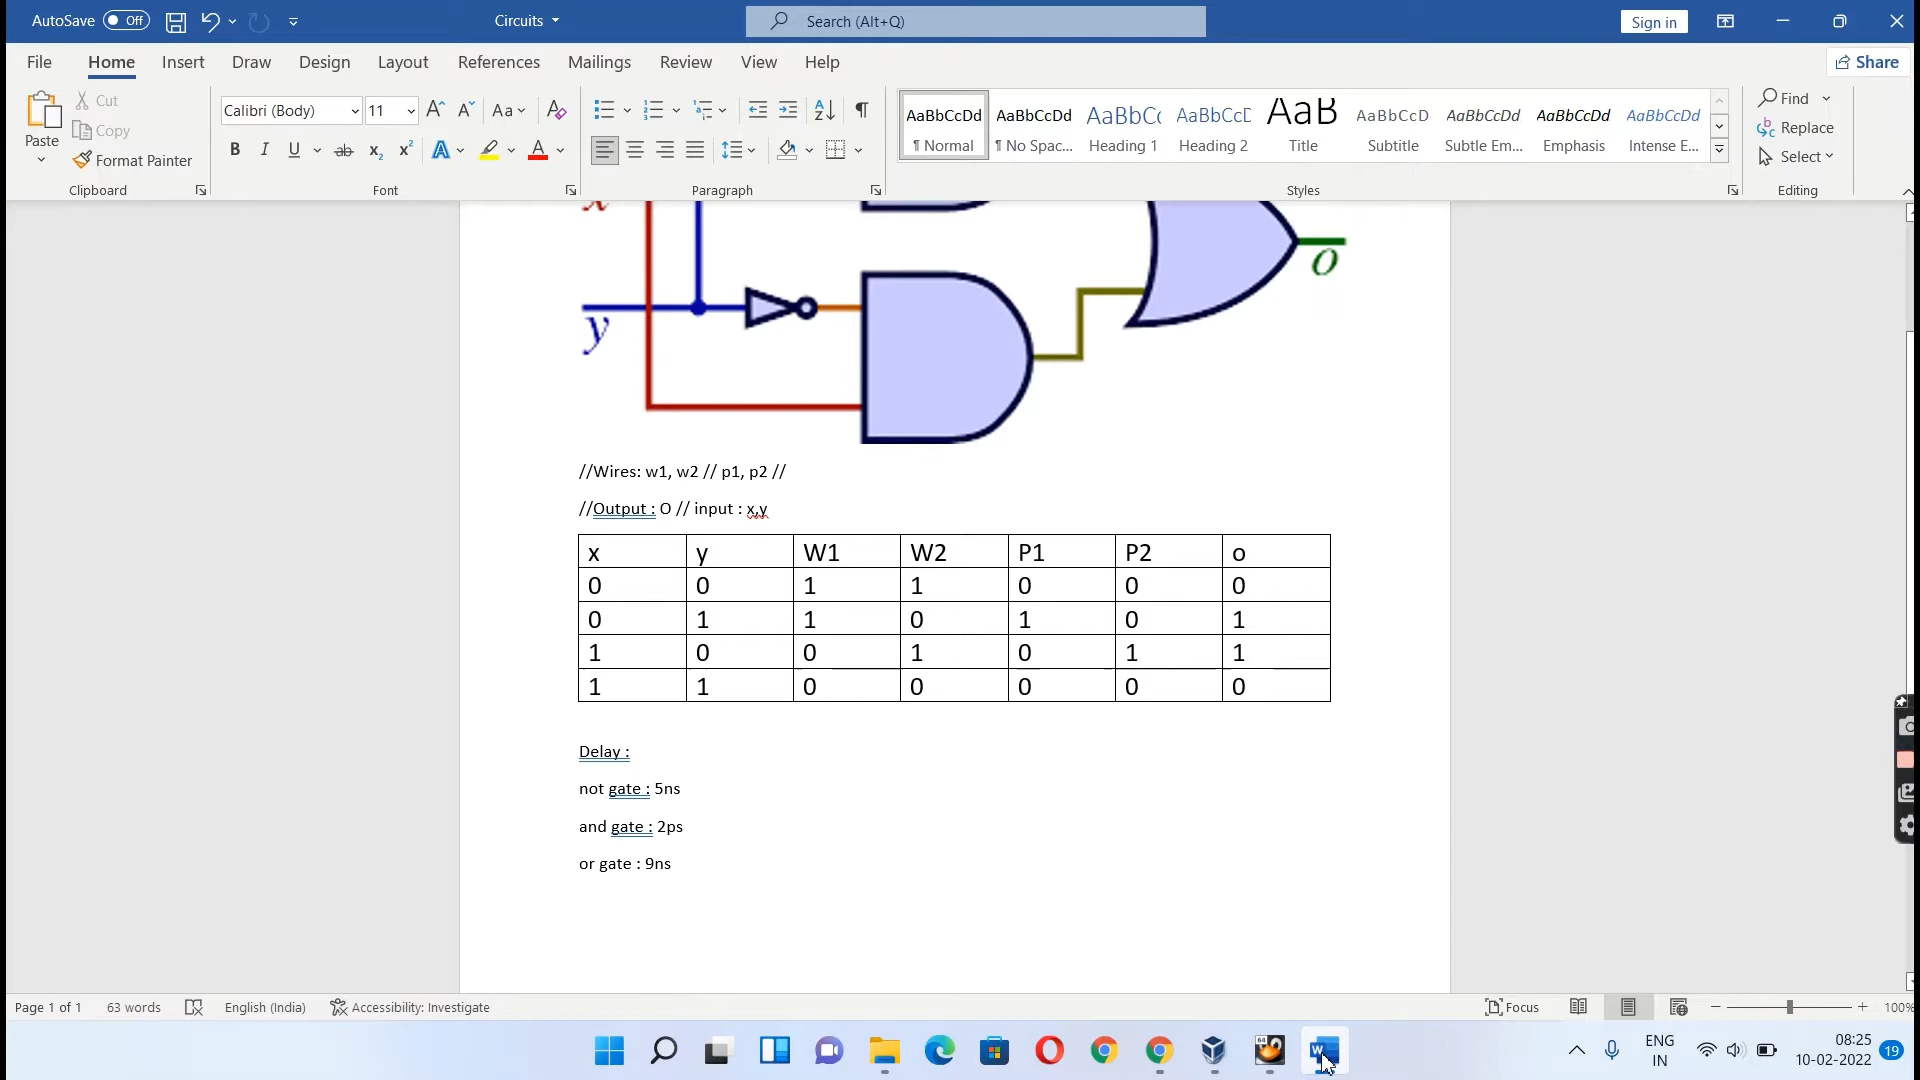 AutoSave Off Circuits Search (Alt+Q) Sign in
File Home Insert Draw Design Layout References Mailings Review View Help Share
Paste Cut Copy Format Painter
Calibri (Body) 11 Aa
AaBbCcDd AaBbCcDd AaBbCc AaBbCcD AaB AaBbCcD AaBbCcDd AaBbCcDd AaBbCcDd
¶ Normal ¶ No Spac... Heading 1 Heading 2 Title Subtitle Subtle Em... Emphasis Intense E...
Find
Replace
Select
Clipboard Font Paragraph Styles Editing
x
O
y
//Wires: w1, w2 // p1, p2 //
//Output : O // input : x,y
x y W1 W2 P1 P2 o
0 0 1 1 0 0 0
0 1 1 0 1 0 1
1 0 0 1 0 1 1
1 1 0 0 0 0 0
Delay :
not gate : 5ns
and gate : 2ps
or gate : 9ns
Page 1 of 1 63 words English (India) Accessibility: Investigate Focus 100%
ENG IN 08:25 10-02-2022 19